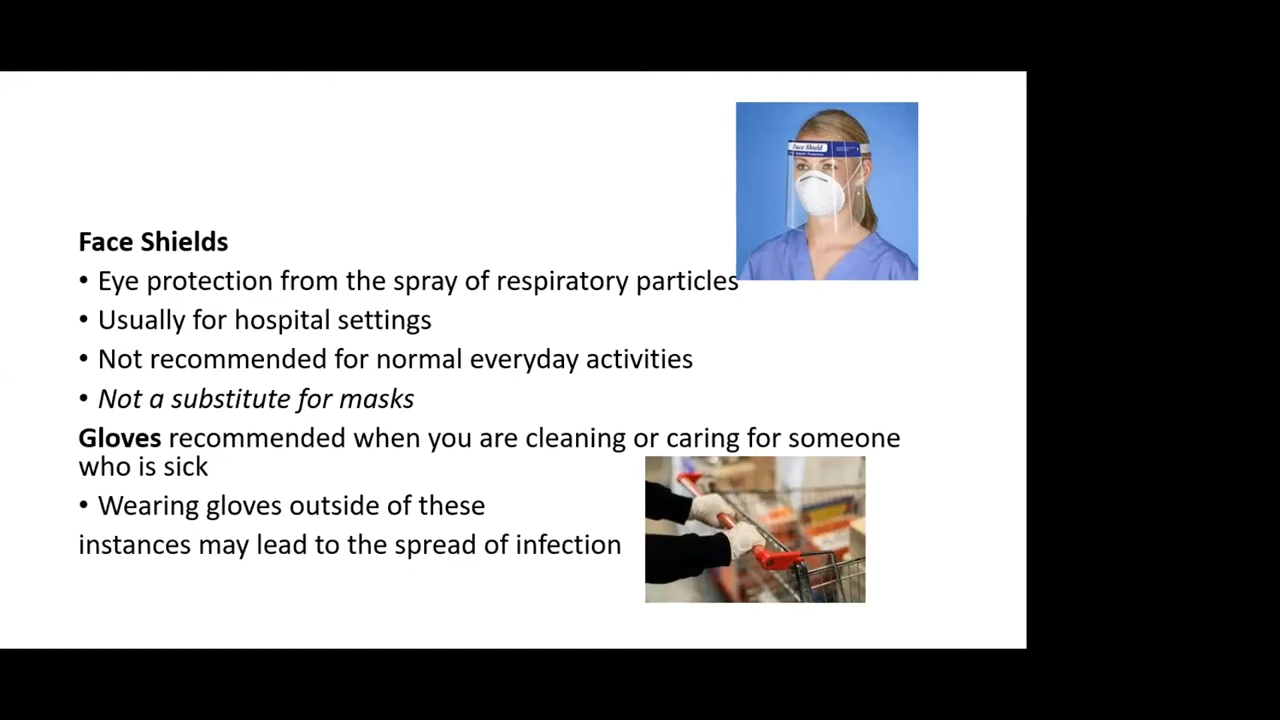 Face Shield
Face Shields
• Eye protection from the spray of respiratory particles
• Usually for hospital settings
• Not recommended for normal everyday activities
• Not a substitute for masks
Gloves recommended when you are cleaning or caring for someone
who is sick
• Wearing gloves outside of these
instances may lead to the spread of infection